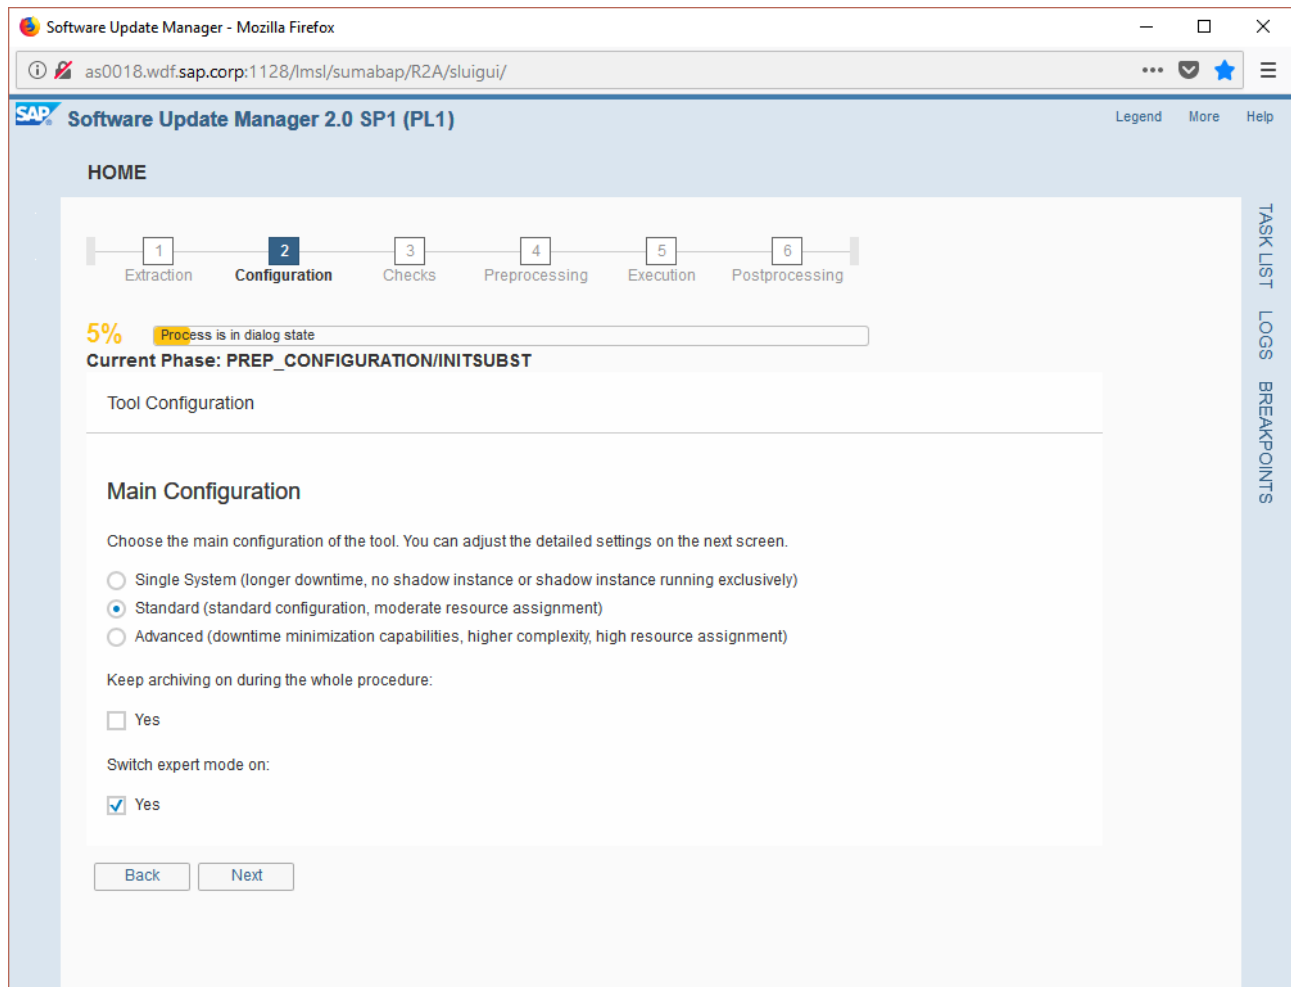 Software Update Manager - Mozilla Firefox
as0018.wdf.sap.corp:1128/lmsl/sumabap/R2A/sluigui/
SAP Software Update Manager 2.0 SP1 (PL1)
Legend More Help
HOME
1 2 3 4 5 6
Extraction Configuration Checks Preprocessing Execution Postprocessing
5% Process is in dialog state
Current Phase: PREP_CONFIGURATION/INITSUBST
Tool Configuration
Main Configuration
Choose the main configuration of the tool. You can adjust the detailed settings on the next screen.
Single System (longer downtime, no shadow instance or shadow instance running exclusively)
Standard (standard configuration, moderate resource assignment)
Advanced (downtime minimization capabilities, higher complexity, high resource assignment)
Keep archiving on during the whole procedure:
Yes
Switch expert mode on:
Yes
Back Next
TASK LIST
LOGS
BREAKPOINTS